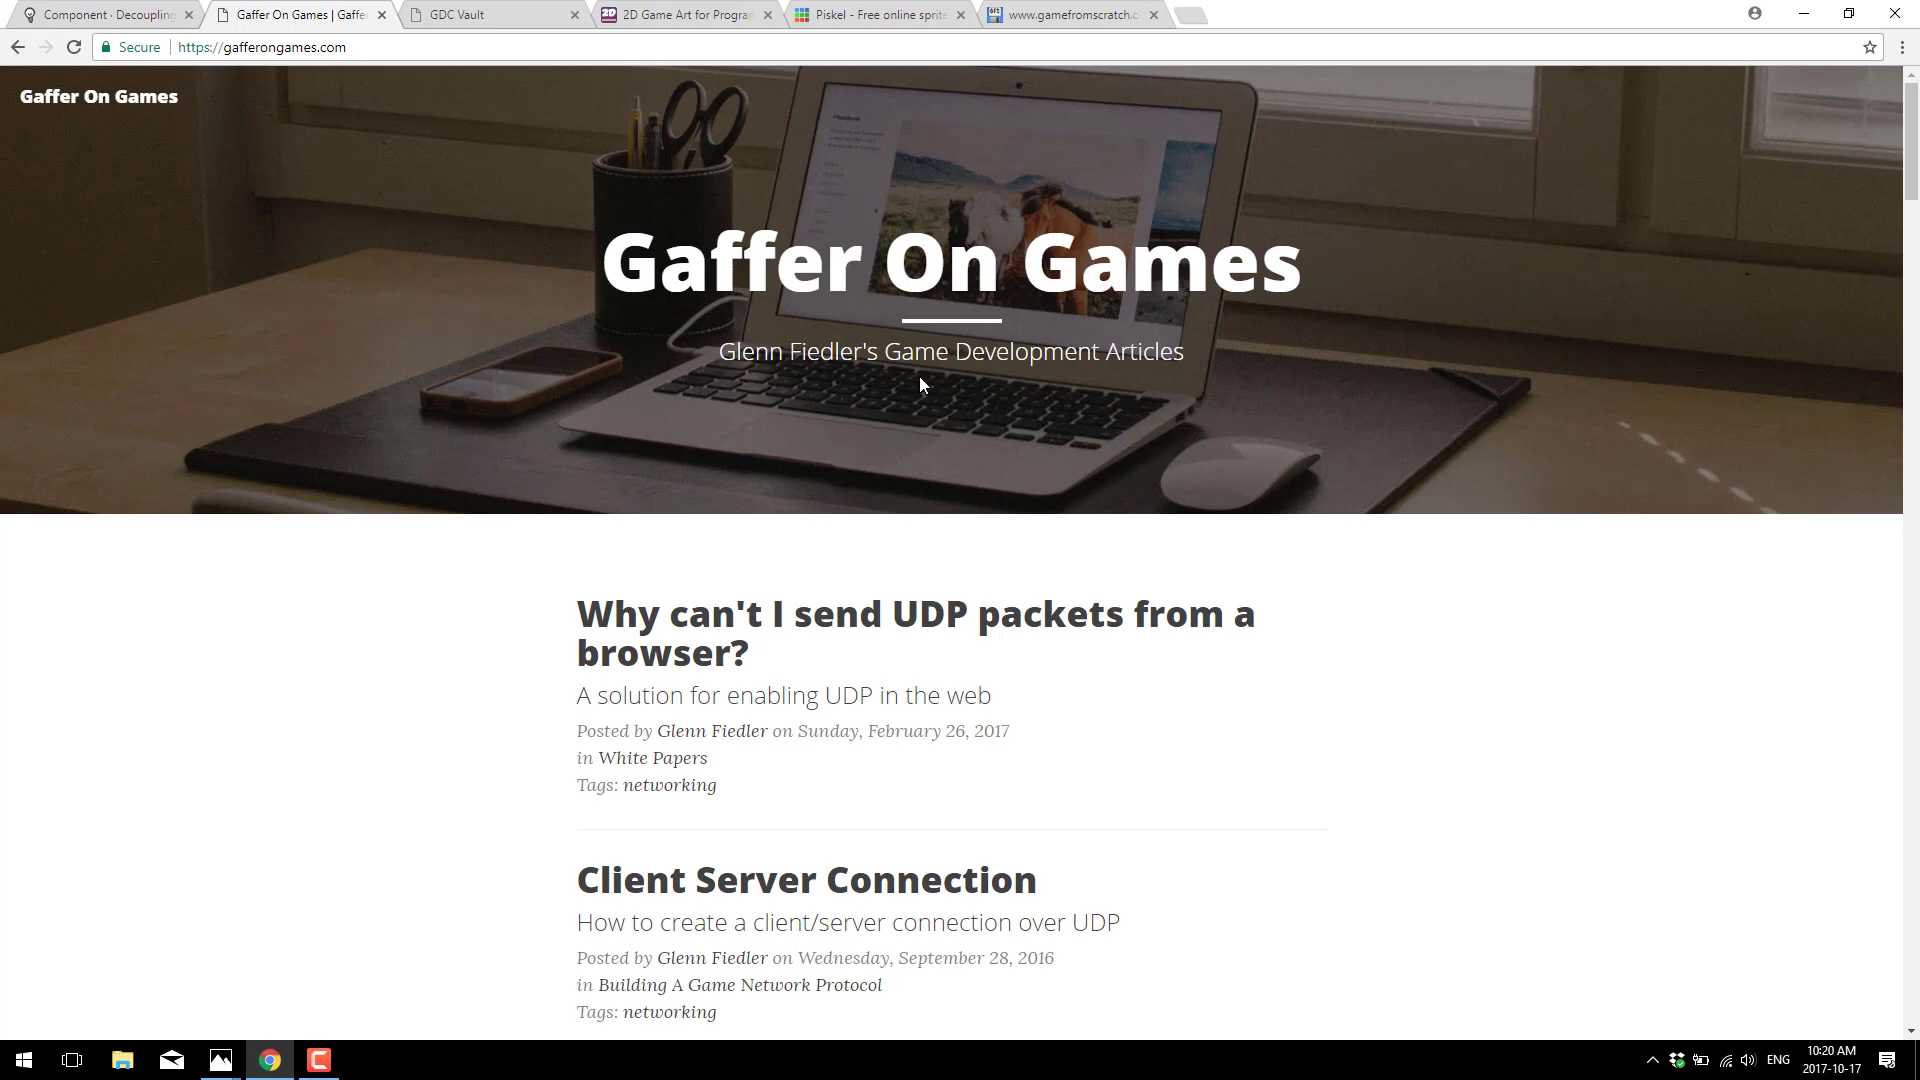 Component · Decoupling
Gaffer On Games | Gaffe
GDC Vault
2D Game Art for Progran
Piskel - Free online sprite
www.gamefromscratch.c
Secure
https://gafferongames.com
Gaffer On Games
Gaffer On Games
Glenn Fiedler's Game Development Articles
Why can't I send UDP packets from a
browser?
A solution for enabling UDP in the web
Posted by Glenn Fiedler on Sunday, February 26, 2017
in White Papers
Tags: networking
Client Server Connection
How to create a client/server connection over UDP
Posted by Glenn Fiedler on Wednesday, September 28, 2016
in Building A Game Network Protocol
Tags: networking
ENG
10:20 AM
2017-10-17